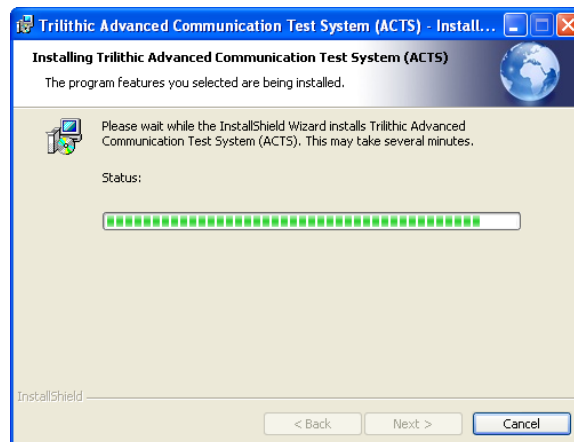 Trilithic Advanced Communication Test System (ACTS) - Install...
Installing Trilithic Advanced Communication Test System (ACTS)
The program features you selected are being installed.
Please wait while the InstallShield Wizard installs Trilithic Advanced
Communication Test System (ACTS). This may take several minutes.
Status:
InstallShield
< Back
Next >
Cancel